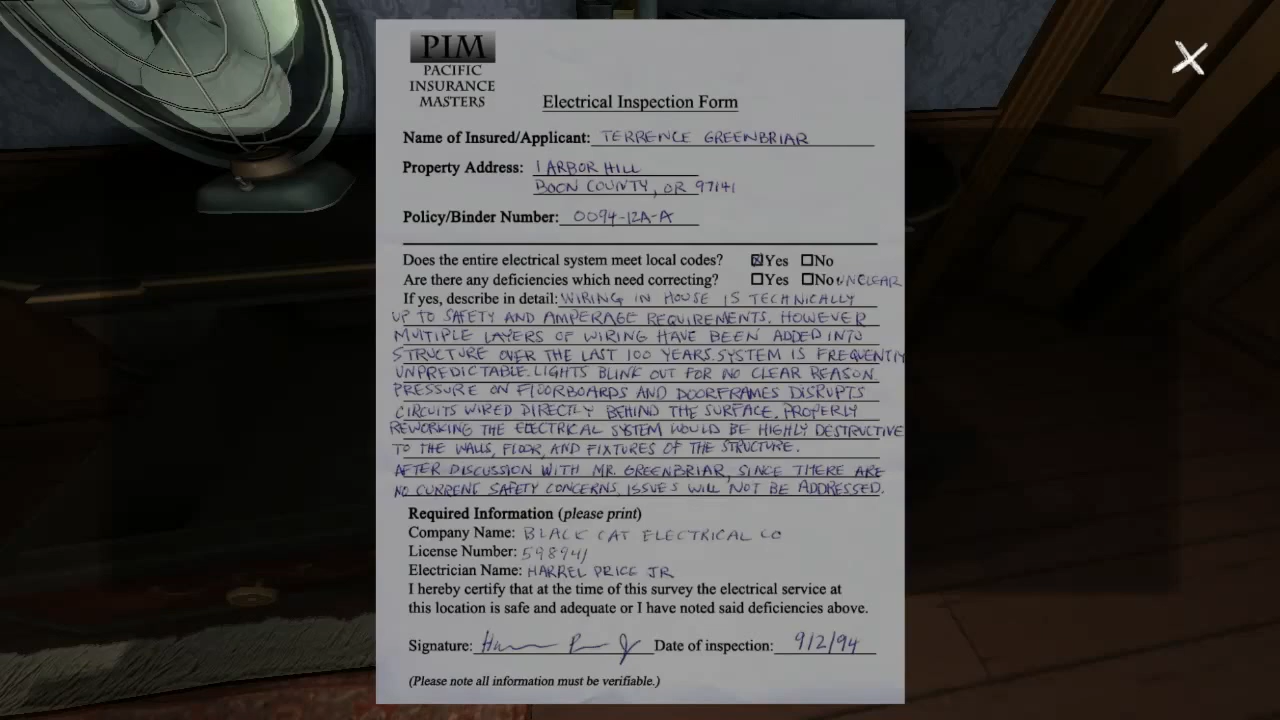 PIM
PACIFIC
INSURANCE
MASTERS
Electrical Inspection Form
Name of Insured/Applicant: TERRENCE GREENBRIAR
Property Address: 1 ARBOR HILL
BOON COUNTY, OR 97141
Policy/Binder Number: 0094-12A-A
Does the entire electrical system meet local codes? ☒Yes ☐No
Are there any deficiencies which need correcting? ☐Yes ☐No UNCLEAR
If yes, describe in detail: WIRING IN HOUSE IS TECHNICALLY
UP TO SAFETY AND AMPERAGE REQUIREMENTS. HOWEVER
MULTIPLE LAYERS OF WIRING HAVE BEEN ADDED INTO
STRUCTURE OVER THE LAST 100 YEARS. SYSTEM IS FREQUENTLY
UNPREDICTABLE. LIGHTS BLINK OUT FOR NO CLEAR REASON.
PRESSURE ON FLOORBOARDS AND DOORFRAMES DISRUPTS
CIRCUITS WIRED DIRECTLY BEHIND THE SURFACE. PROPERLY
REWORKING THE ELECTRICAL SYSTEM WOULD BE HIGHLY DESTRUCTIVE
TO THE WALLS, FLOOR, AND FIXTURES OF THE STRUCTURE.
AFTER DISCUSSION WITH MR. GREENBRIAR, SINCE THERE ARE
NO CURRENT SAFETY CONCERNS, ISSUES WILL NOT BE ADDRESSED.
Required Information (please print)
Company Name: BLACK CAT ELECTRICAL CO
License Number: 598941
Electrician Name: HARREL PRICE JR
I hereby certify that at the time of this survey the electrical service at
this location is safe and adequate or I have noted said deficiencies above.
Signature: Date of inspection: 9/2/94
(Please note all information must be verifiable.)